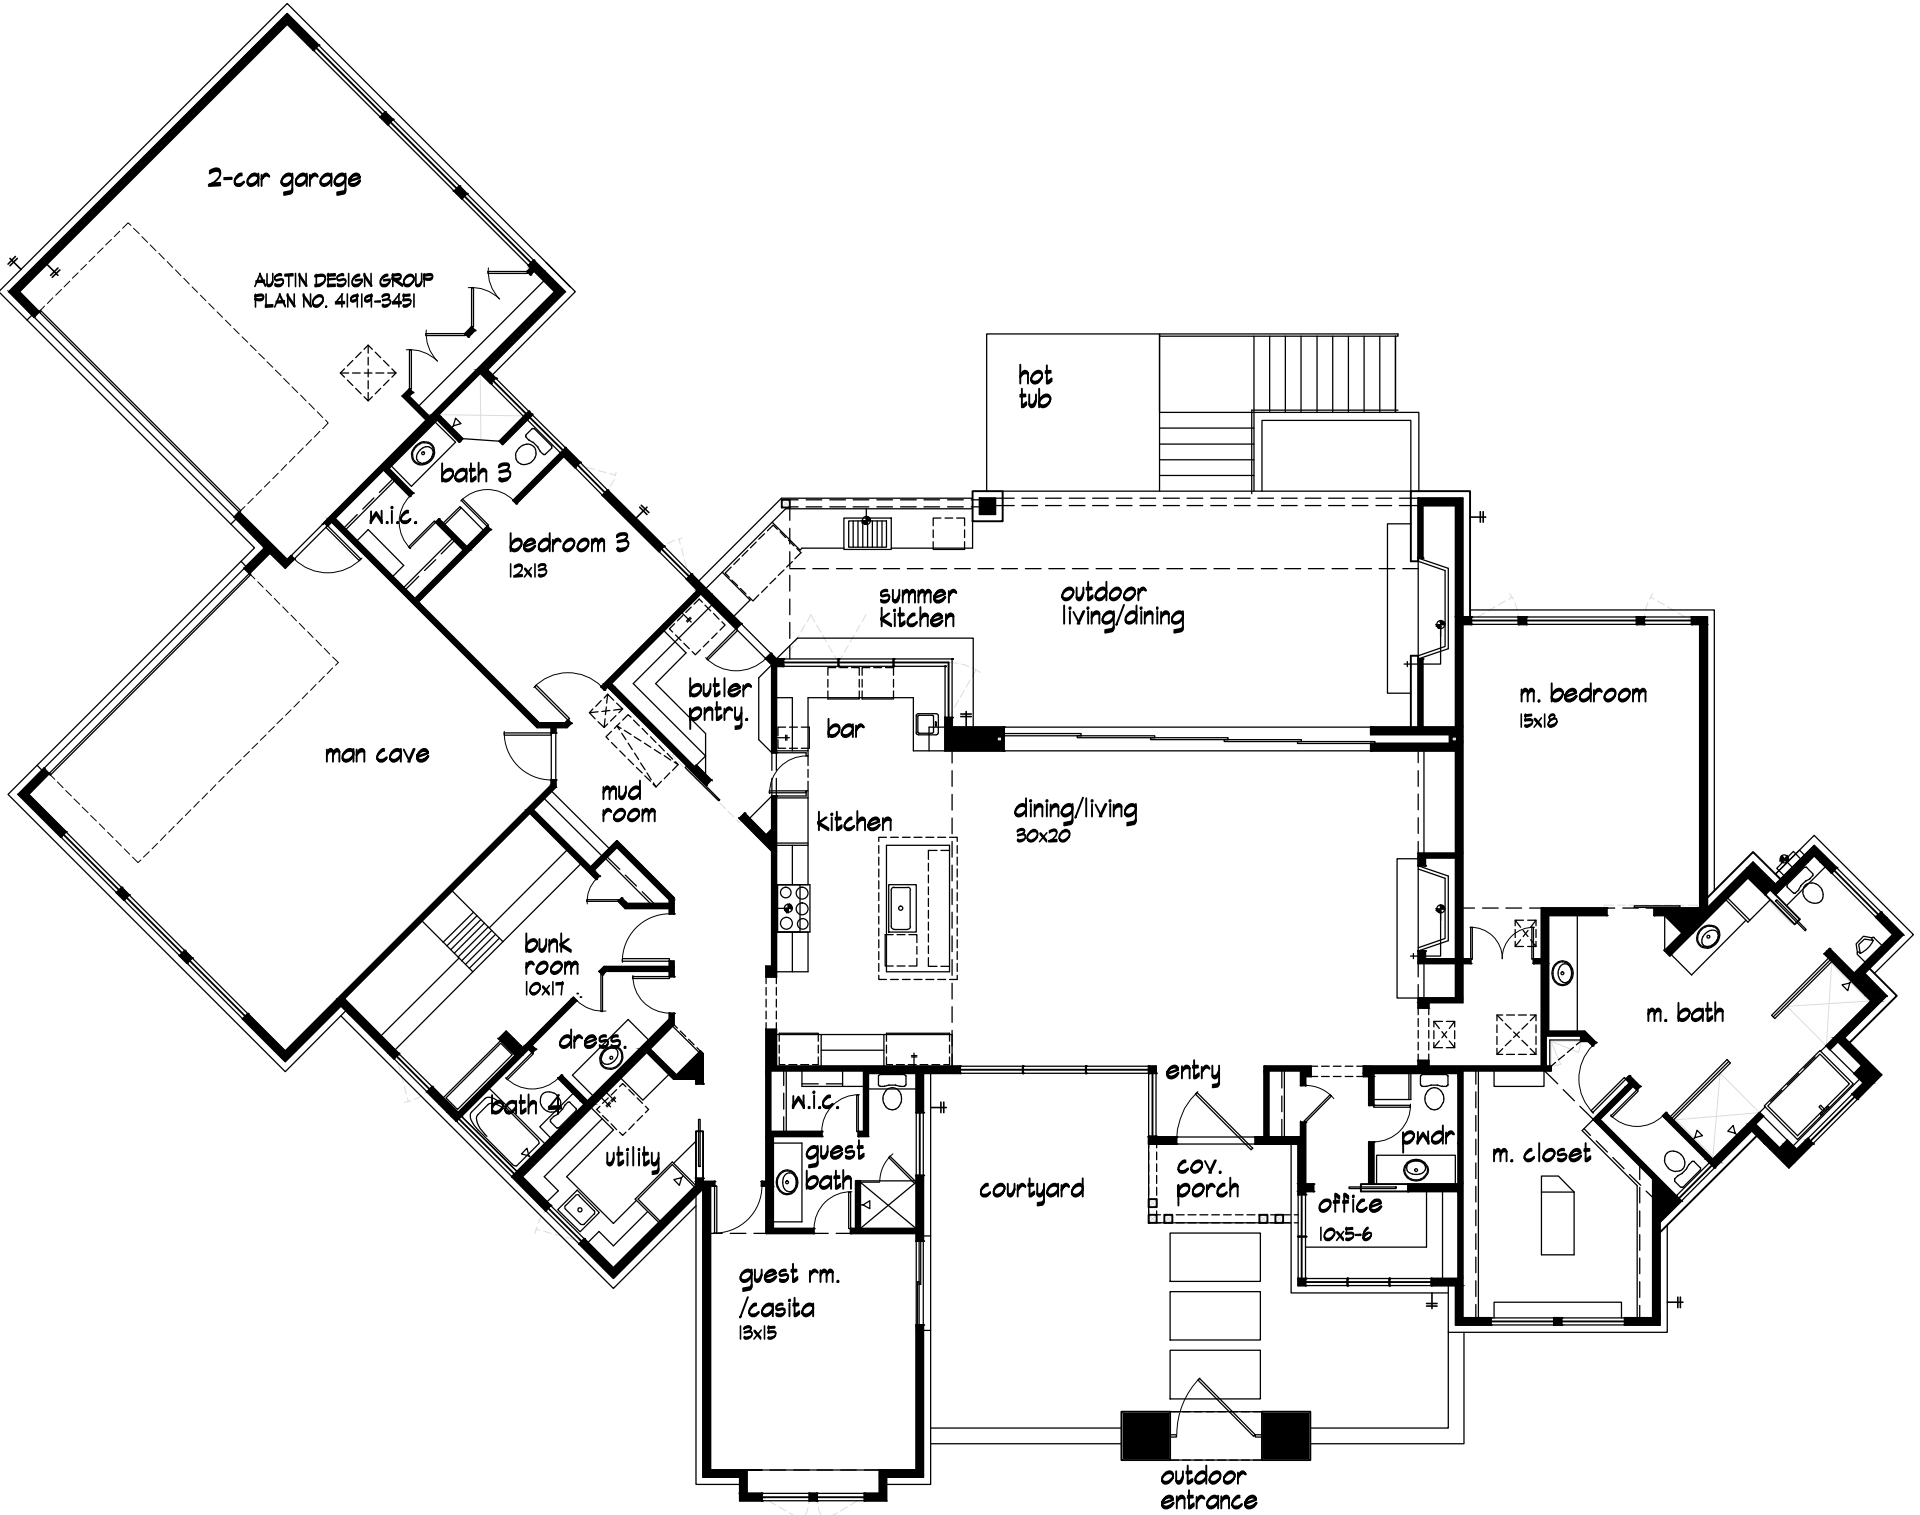 2-car garage
AUSTIN DESIGN GROUP
PLAN NO. 41919-3451
hot
tub
bath 3
w.i.c.
bedroom 3
12x13
summer
kitchen
outdoor
living/dining
butler
pntry.
bar
m. bedroom
15x18
man cave
mud
room
kitchen
dining/living
30x20
bunk
room
10x17
dress.
m. bath
entry
bath 4
w.i.c.
utility
guest
bath
pwdr
m. closet
courtyard
cov.
porch
office
10x5-6
guest rm.
/casita
13x15
outdoor
entrance